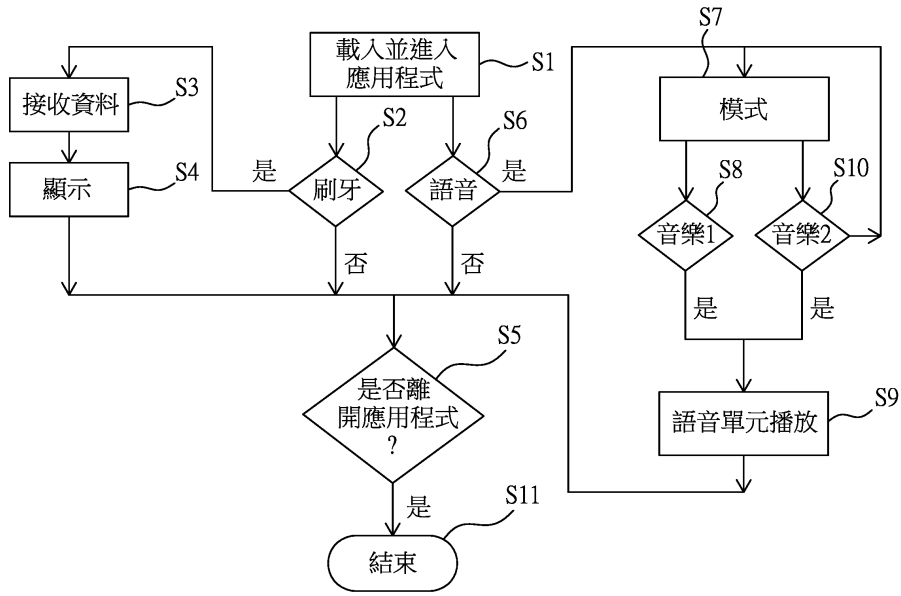 載入並進入
應用程式
S1
S7
模式
S3
接收資料
S2
刷牙
是
否
S6
語音
是
否
S4
顯示
S8
音樂1
是
S10
音樂2
是
S5
是否離
開應用程式
?
是
S9
語音單元播放
S11
結束